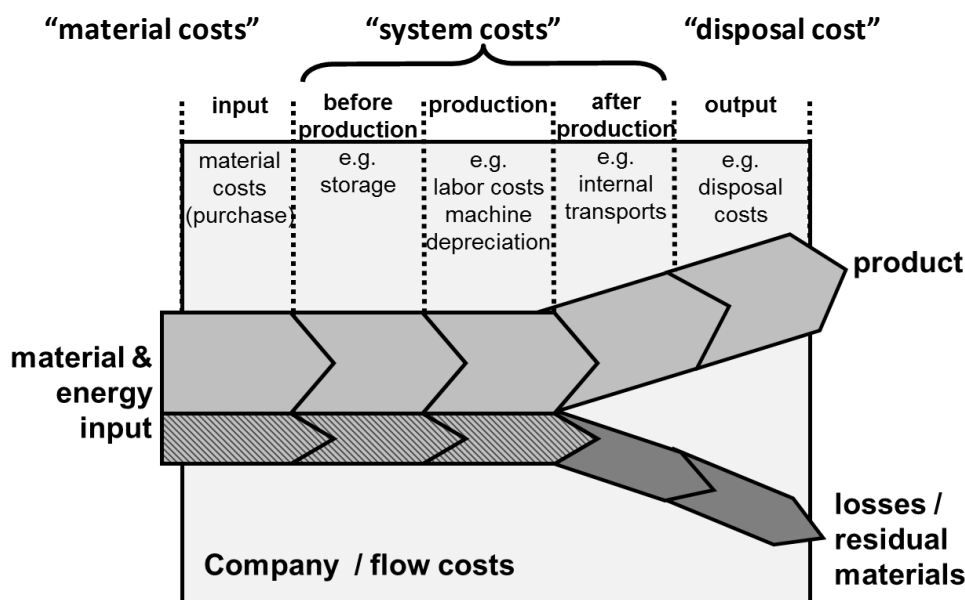 “material costs”
“system costs”
“disposal cost”
input
before
production
production
after
production
output
material
costs
(purchase)
e.g.
storage
e.g.
labor costs
machine
depreciation
e.g.
internal
transports
e.g.
disposal
costs
product
material &
energy
input
losses /
residual
materials
Company / flow costs